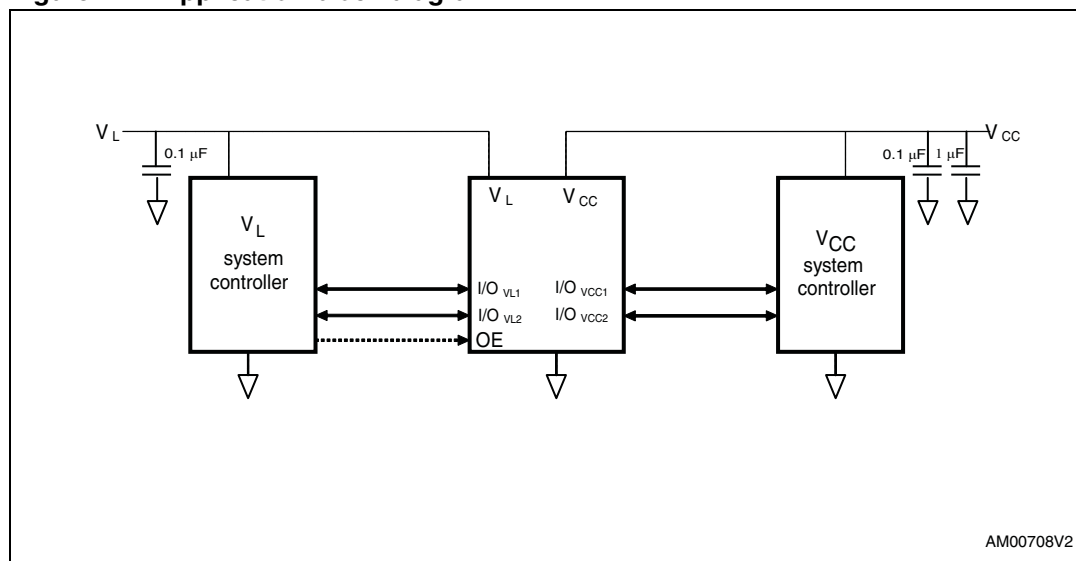 V L
0.1 µF
0.1 µF 1 µF
V CC
V L
system
controller
V L V CC
I/O VL1 I/O VCC1
I/O VL2 I/O VCC2
OE
VCC
system
controller
AM00708V2